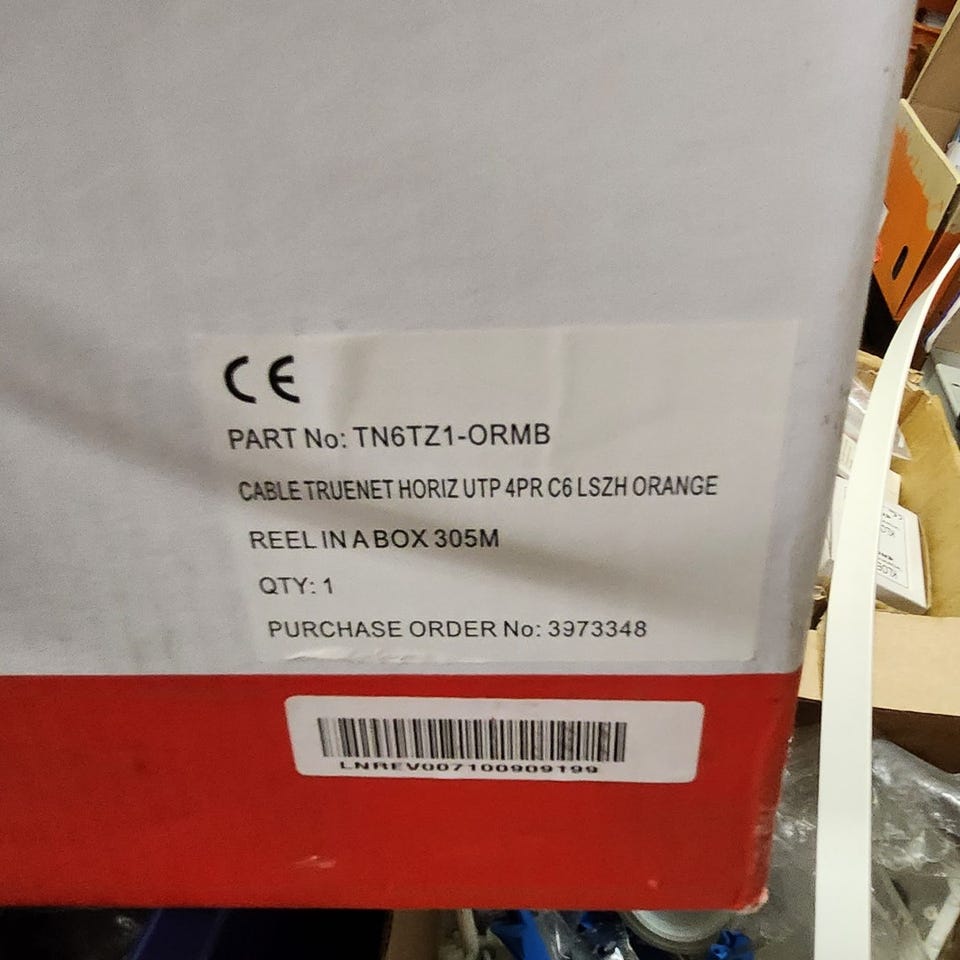 CE
PART No: TN6TZ1-ORMB
CABLE TRUENET HORIZ UTP 4PR C6 LSZH ORANGE
REEL IN A BOX 305M
QTY: 1
PURCHASE ORDER No: 3973348
LNREV007100909199